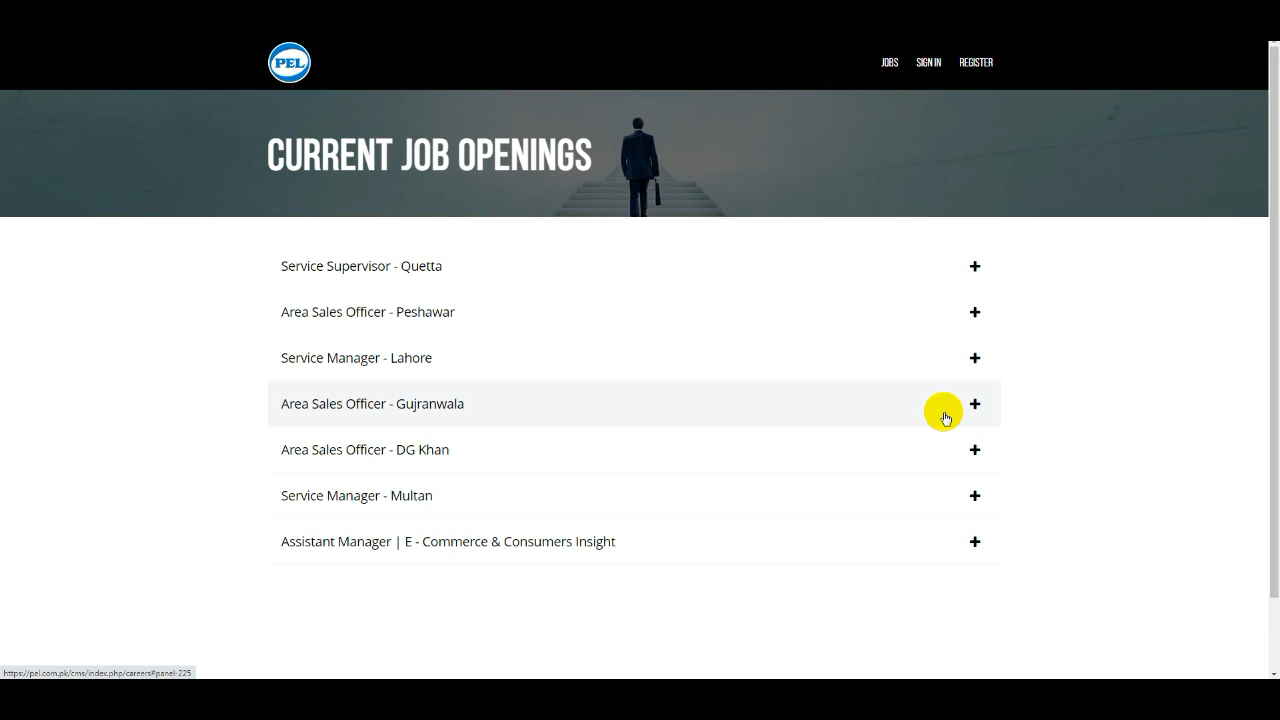 PEL
JOBS SIGN IN REGISTER
CURRENT JOB OPENINGS
Service Supervisor - Quetta
Area Sales Officer - Peshawar
Service Manager - Lahore
Area Sales Officer - Gujranwala
Area Sales Officer - DG Khan
Service Manager - Multan
Assistant Manager | E - Commerce & Consumers Insight
https://pel.com.pk/cms/index.php/careers#panel-225